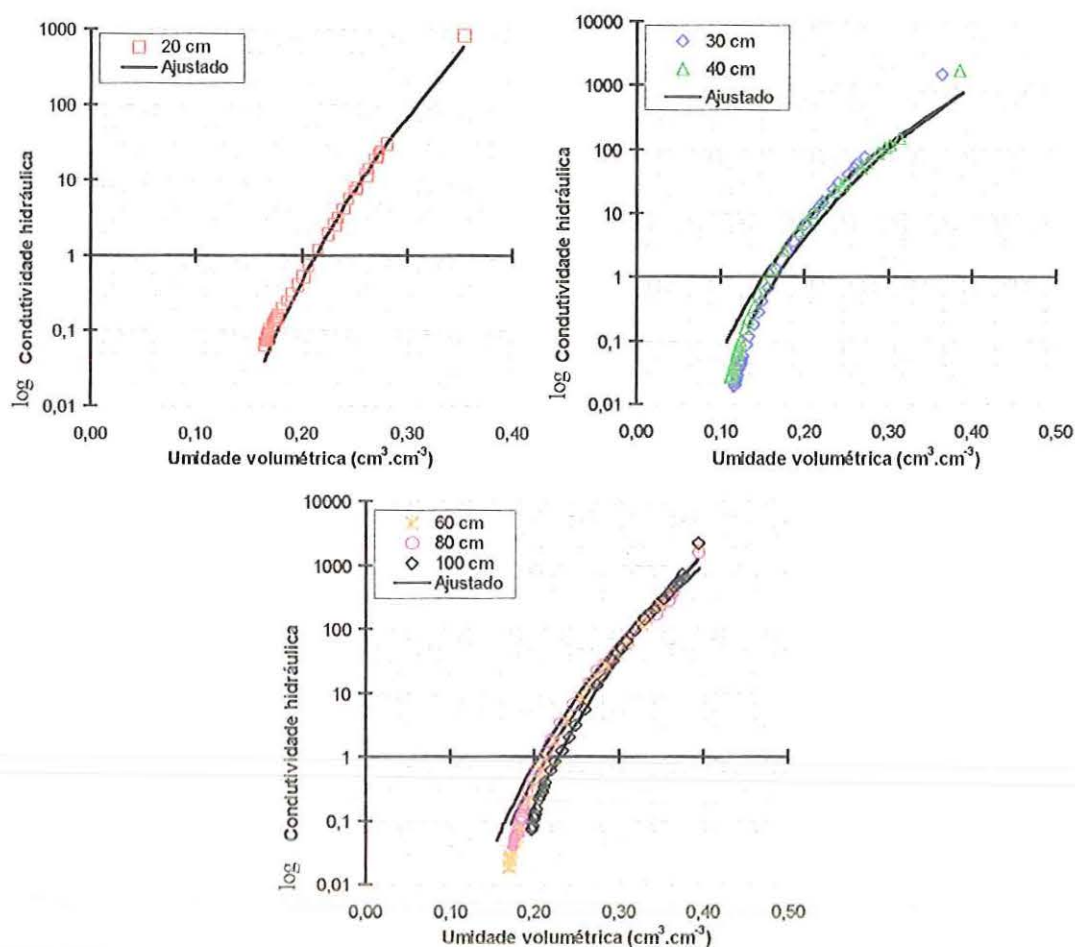 1000
100
10
1
0,1
0,01
20 cm
Ajustado
log Condutividade hidráulica
0,00 0,10 0,20 0,30 0,40
Umidade volumétrica (cm³.cm⁻³)
10000
1000
100
10
1
0,1
0,01
30 cm
40 cm
Ajustado
log Condutividade hidráulica
0,00 0,10 0,20 0,30 0,40 0,50
Umidade volumétrica (cm³.cm⁻³)
10000
1000
100
10
1
0,1
0,01
60 cm
80 cm
100 cm
Ajustado
log Condutividade hidráulica
0,00 0,10 0,20 0,30 0,40 0,50
Umidade volumétrica (cm³.cm⁻³)